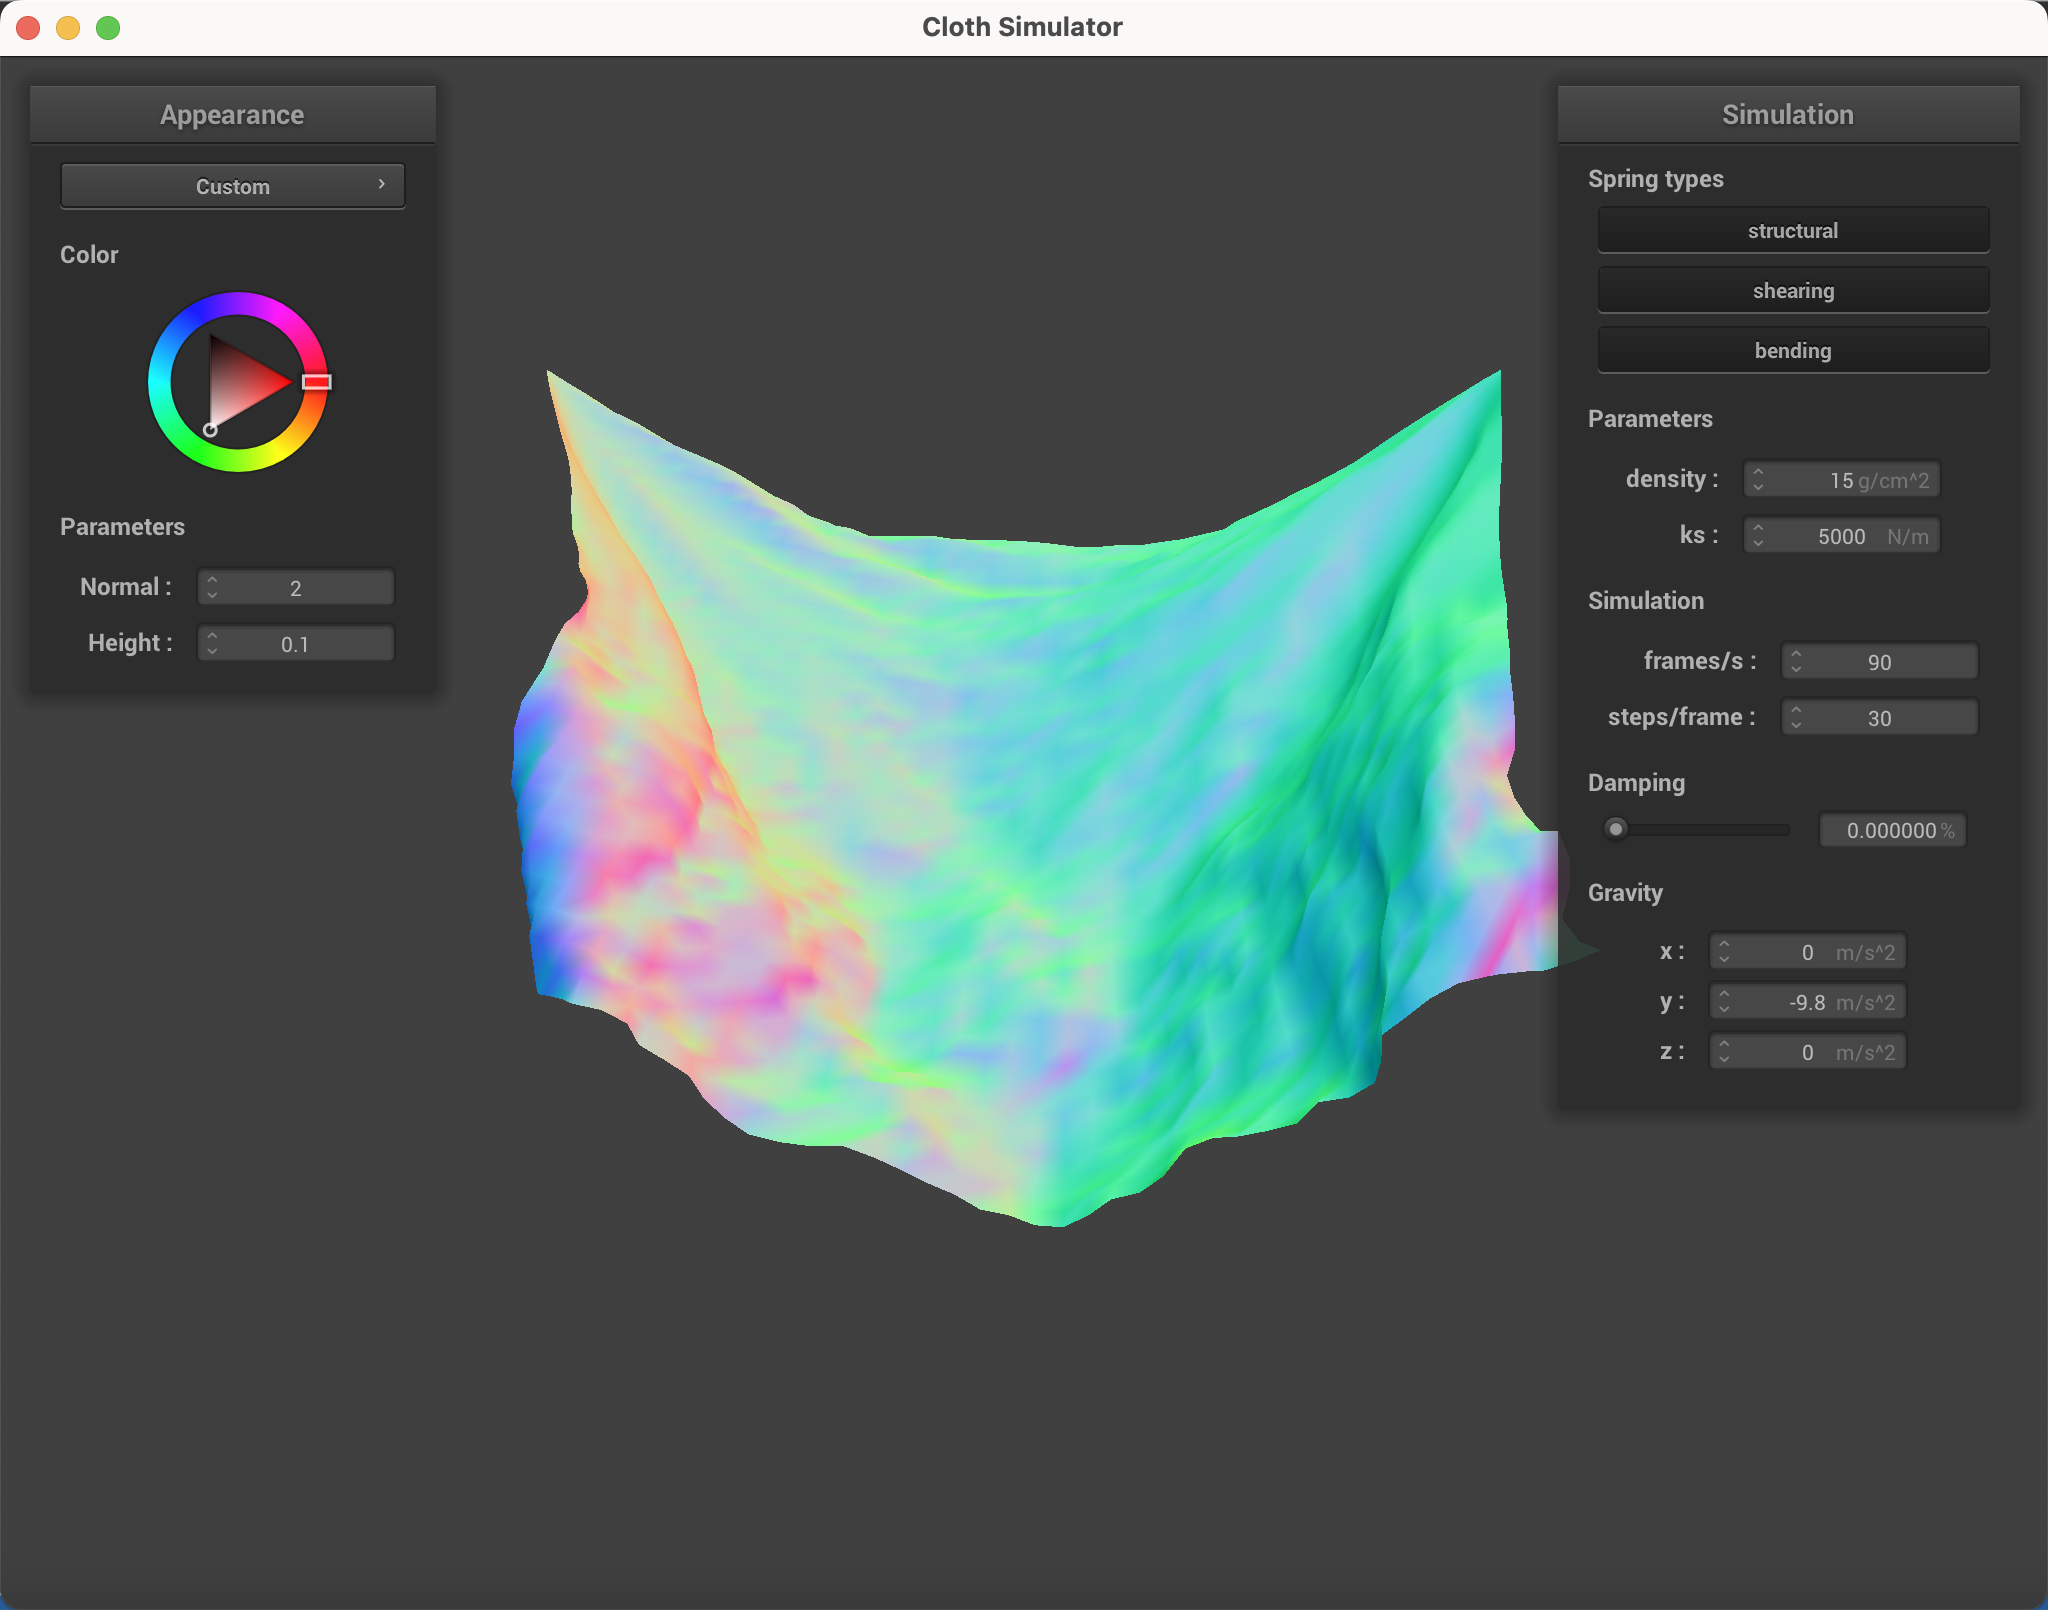 Cloth Simulator
Appearance
Custom
Color
Parameters
Normal : 2
Height : 0.1
Simulation
Spring types
structural
shearing
bending
Parameters
density : 15 g/cm^2
ks : 5000 N/m
Simulation
frames/s : 90
steps/frame : 30
Damping
0.000000 %
Gravity
x : 0 m/s^2
y : -9.8 m/s^2
z : 0 m/s^2